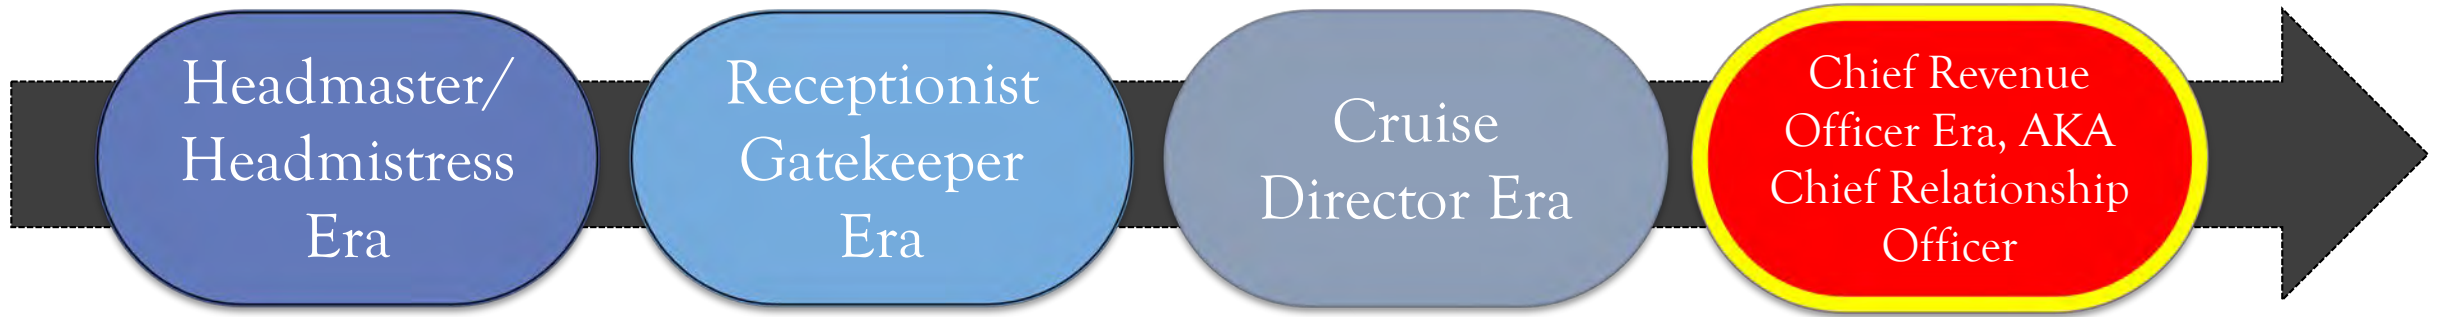 Headmaster/
Headmistress
Era
Receptionist
Gatekeeper
Era
Cruise
Director Era
Chief Revenue
Officer Era, AKA
Chief Relationship
Officer